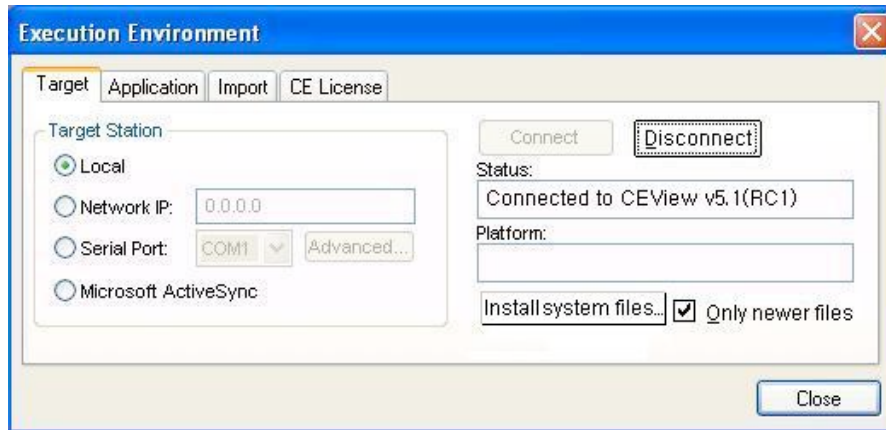 Execution Environment
Target Application Import CE License
Target Station
Local
Network IP: 0.0.0.0
Serial Port: COM1 Advanced...
Microsoft ActiveSync
Connect Disconnect
Status:
Connected to CEView v5.1(RC1)
Platform:
Install system files... Only newer files
Close